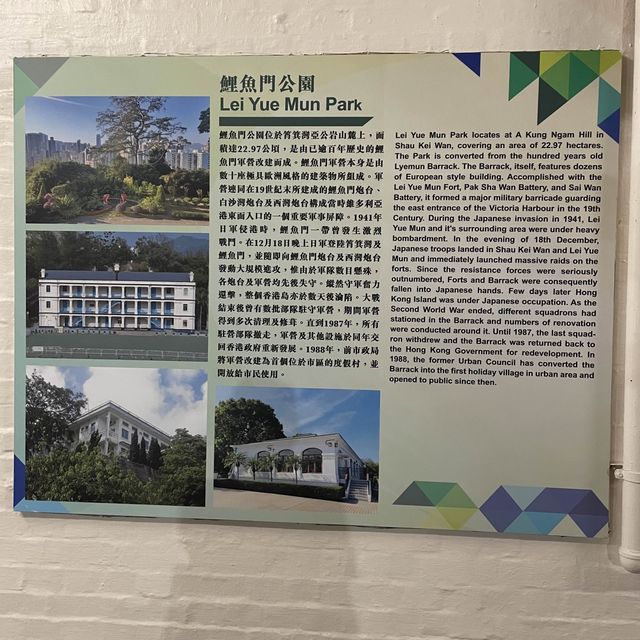 鯉魚門公園
Lei Yue Mun Park
鯉魚門公園位於筲箕灣亞公岩山麓上，面
積達22.97公頃，是由已逾百年歷史的鯉
魚門軍營改建而成。鯉魚門軍營本身是由
數十座極具歐洲風格的建築物所組成。軍
營連同在19世紀末所建成的鯉魚門炮台、
白沙灣炮台及西灣炮台構成當時維多利亞
港東面入口的一個重要軍事屏障。1941年
日軍侵港時，鯉魚門一帶曾發生激烈
戰鬥。在12月18日晚上日軍登陸筲箕灣及
鯉魚門，並隨即向鯉魚門炮台及西灣炮台
發動大規模進攻，惟由於軍隊數目懸殊，
各炮台及軍營均先後失守。縱然守軍奮力
還擊，整個香港島亦於數天後淪陷。大戰
結束後曾有數批部隊駐守軍營，期間軍營
得到多次清理及修葺。直到1987年，所有
駐營部隊撤走，軍營及其他設施於同年交
回香港政府重新發展。1988年，前市政局
將軍營改建為首個位於市區的度假村，並
開放給市民使用。
Lei Yue Mun Park locates at A Kung Ngam Hill in
Shau Kei Wan, covering an area of 22.97 hectares.
The Park is converted from the hundred years old
Lyemun Barrack. The Barrack, itself, features dozens
of European style building. Accomplished with the
Lei Yue Mun Fort, Pak Sha Wan Battery, and Sai Wan
Battery, it formed a major military barricade guarding
the east entrance of the Victoria Harbour in the 19th
Century. During the Japanese invasion in 1941, Lei
Yue Mun and it's surrounding area were under heavy
bombardment. In the evening of 18th December,
Japanese troops landed in Shau Kei Wan and Lei Yue
Mun and immediately launched massive raids on the
forts. Since the resistance forces were seriously
outnumbered, Forts and Barrack were consequently
fallen into Japanese hands. Few days later Hong
Kong Island was under Japanese occupation. As the
Second World War ended, different squadrons had
stationed in the Barrack and numbers of renovation
were conducted around it. Until 1987, the last squad-
ron withdrew and the Barrack was returned back to
the Hong Kong Government for redevelopment. In
1988, the former Urban Council has converted the
Barrack into the first holiday village in urban area and
opened to public since then.